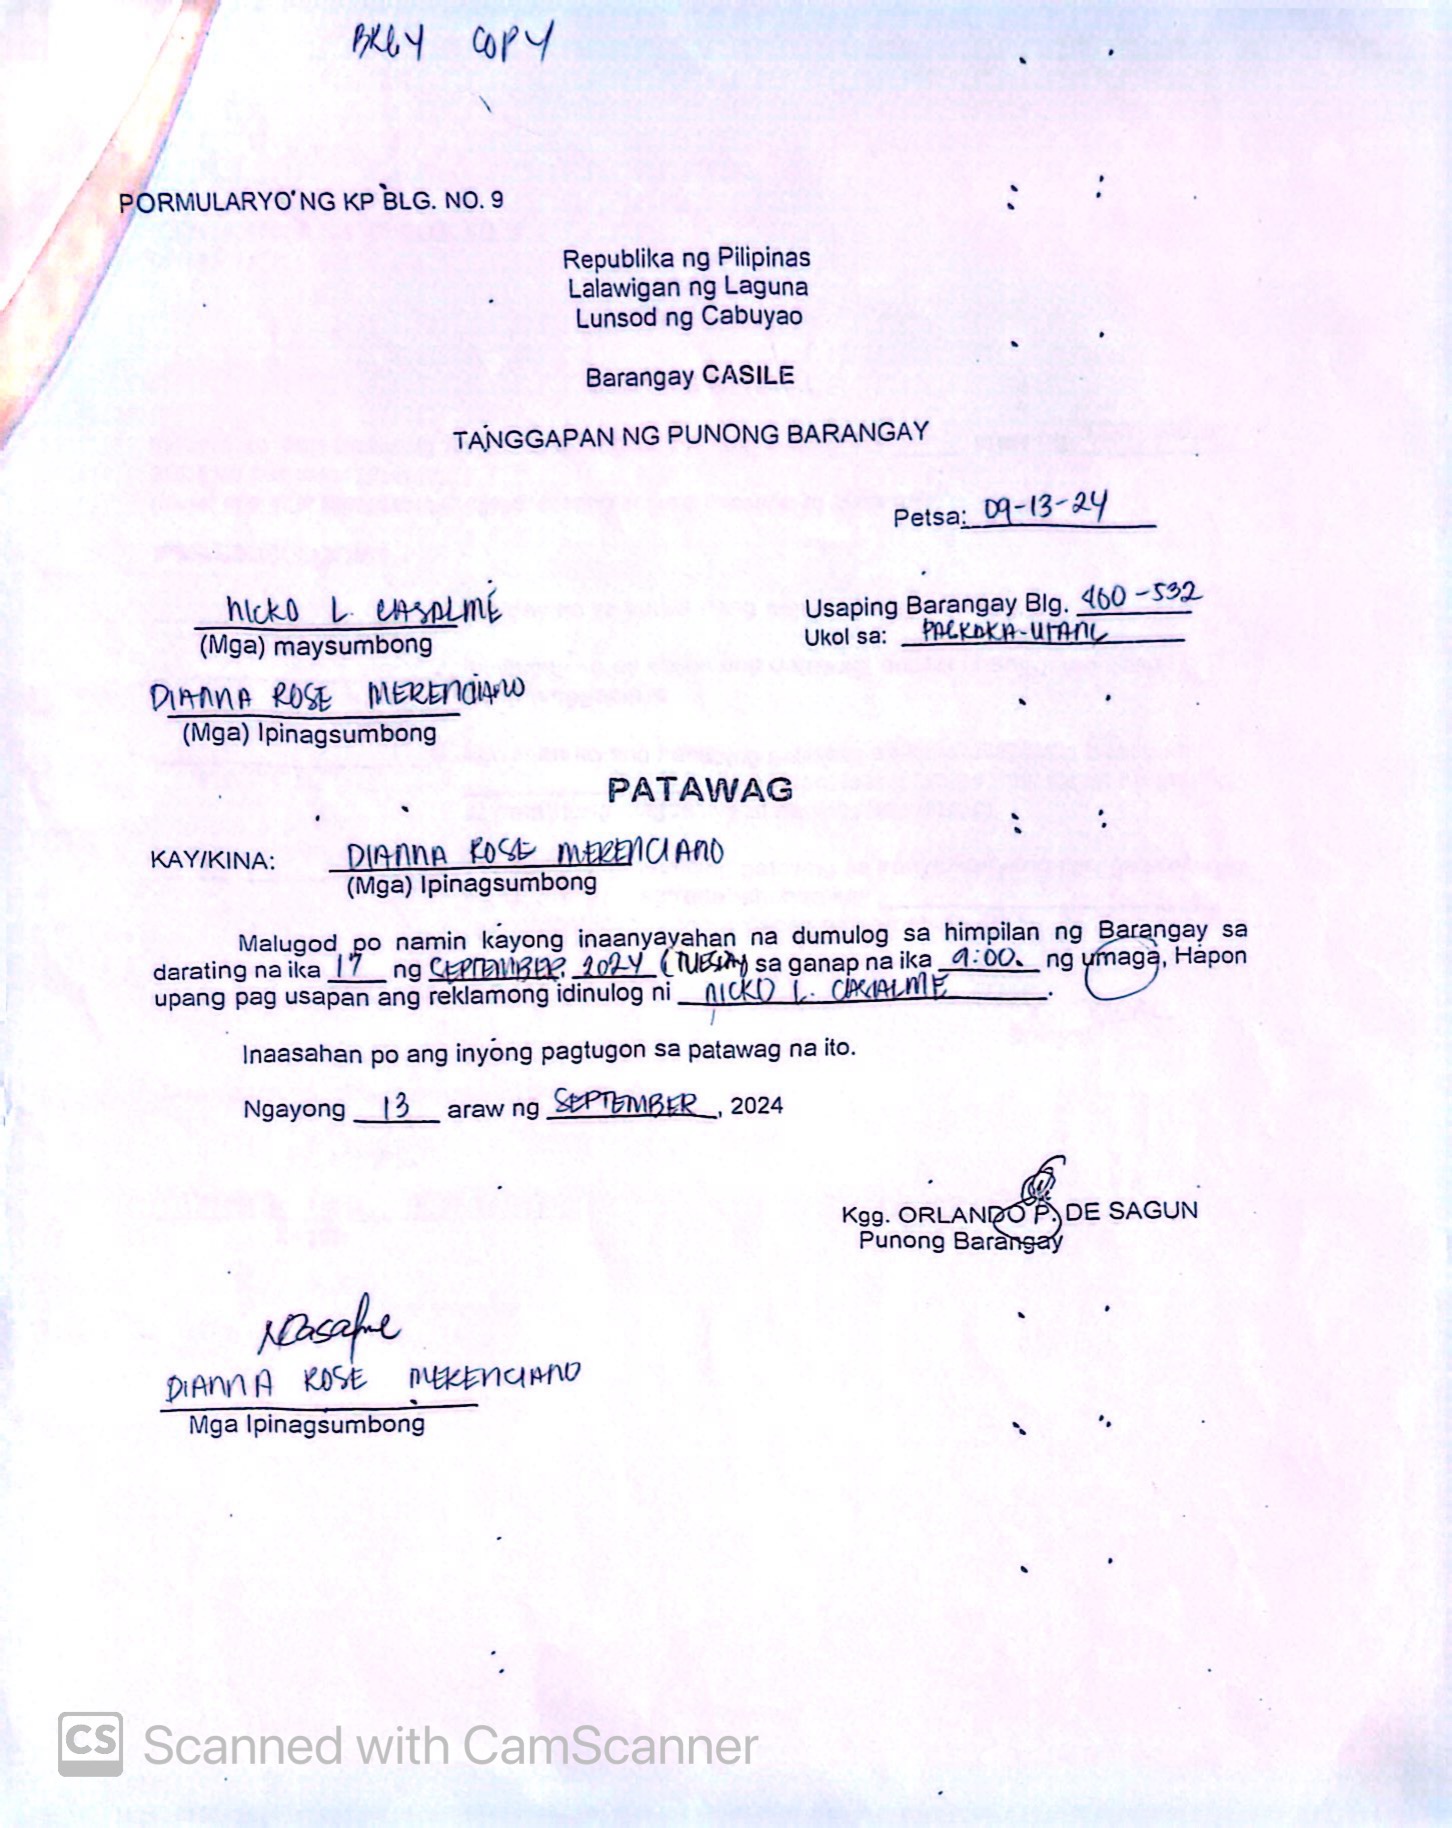 BRGY COPY
PORMULARYO NG KP BLG. NO. 9
Republika ng Pilipinas
Lalawigan ng Laguna
Lunsod ng Cabuyao
Barangay CASILE
TANGGAPAN NG PUNONG BARANGAY
Petsa: 09-13-24
NICKO L. CASALME
(Mga) maysumbong
Usaping Barangay Blg. 460-532
Ukol sa: PAGKAKA-UTANG
DIANNA ROSE MERENCIANO
(Mga) Ipinagsumbong
PATAWAG
KAY/KINA: DIANNA ROSE MERENCIANO
(Mga) Ipinagsumbong
Malugod po namin kayong inaanyayahan na dumulog sa himpilan ng Barangay sa
darating na ika 17 ng SEPTEMBER, 2024 (TUESDAY) sa ganap na ika 9:00 ng umaga, Hapon
upang pag usapan ang reklamong idinulog ni NICKO L. CASALME.
Inaasahan po ang inyong pagtugon sa patawag na ito.
Ngayong 13 araw ng SEPTEMBER, 2024
Kgg. ORLANDO P. DE SAGUN
Punong Barangay
DIANNA ROSE MERENCIANO
Mga Ipinagsumbong
CS Scanned with CamScanner